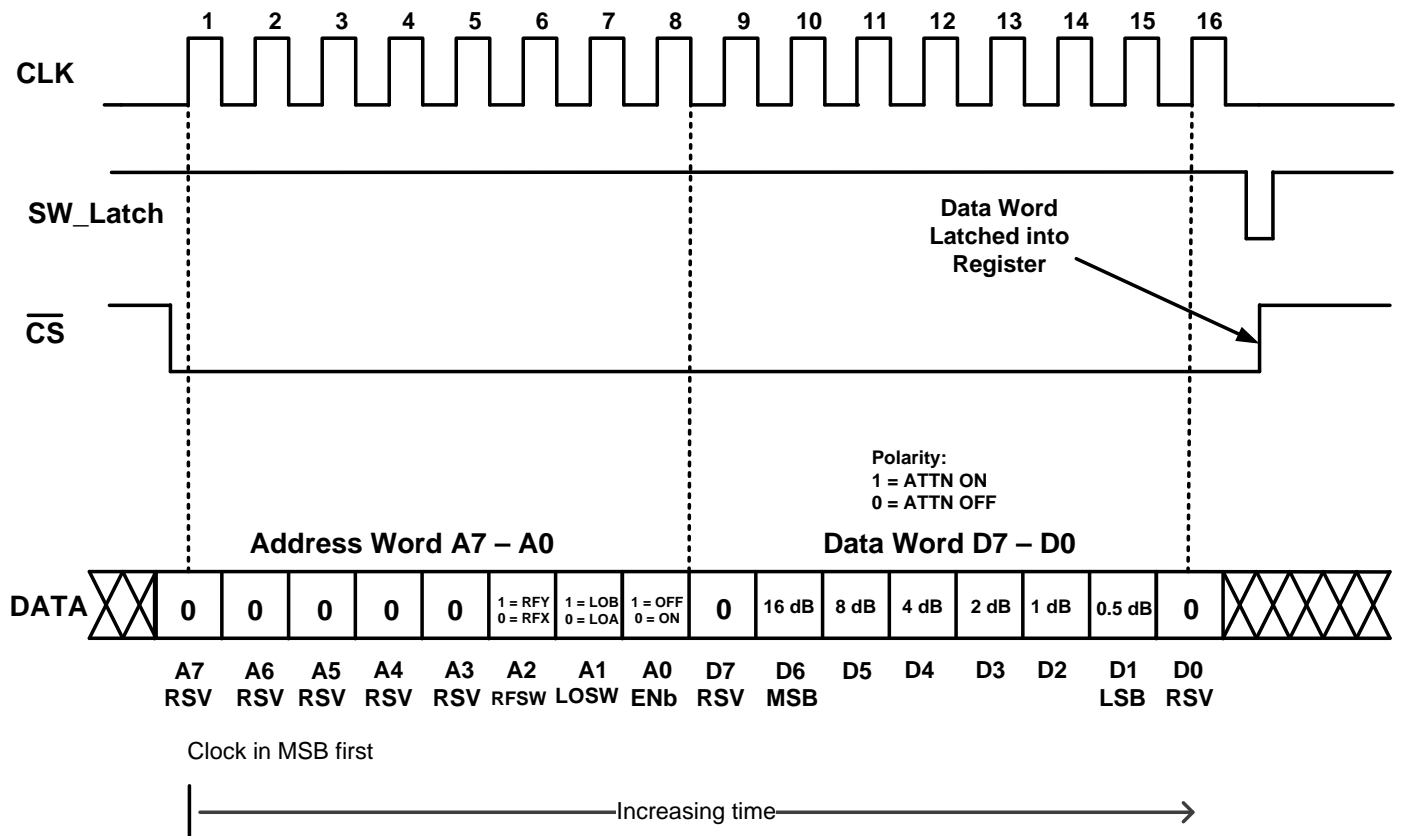 1 2 3 4 5 6 7 8 9 10 11 12 13 14 15 16
CLK
SW_Latch
Data Word
Latched into
Register
CS
Polarity:
1 = ATTN ON
0 = ATTN OFF
Address Word A7 – A0
Data Word D7 – D0
DATA
0
0
0
0
0
1 = RFY
0 = RFX
1 = LOB
0 = LOA
1 = OFF
0 = ON
0
16 dB
8 dB
4 dB
2 dB
1 dB
0.5 dB
0
A7
RSV
A6
RSV
A5
RSV
A4
RSV
A3
RSV
A2
RFSW
A1
LOSW
A0
ENb
D7
RSV
D6
MSB
D5
D4
D3
D2
D1
LSB
D0
RSV
Clock in MSB first
Increasing time